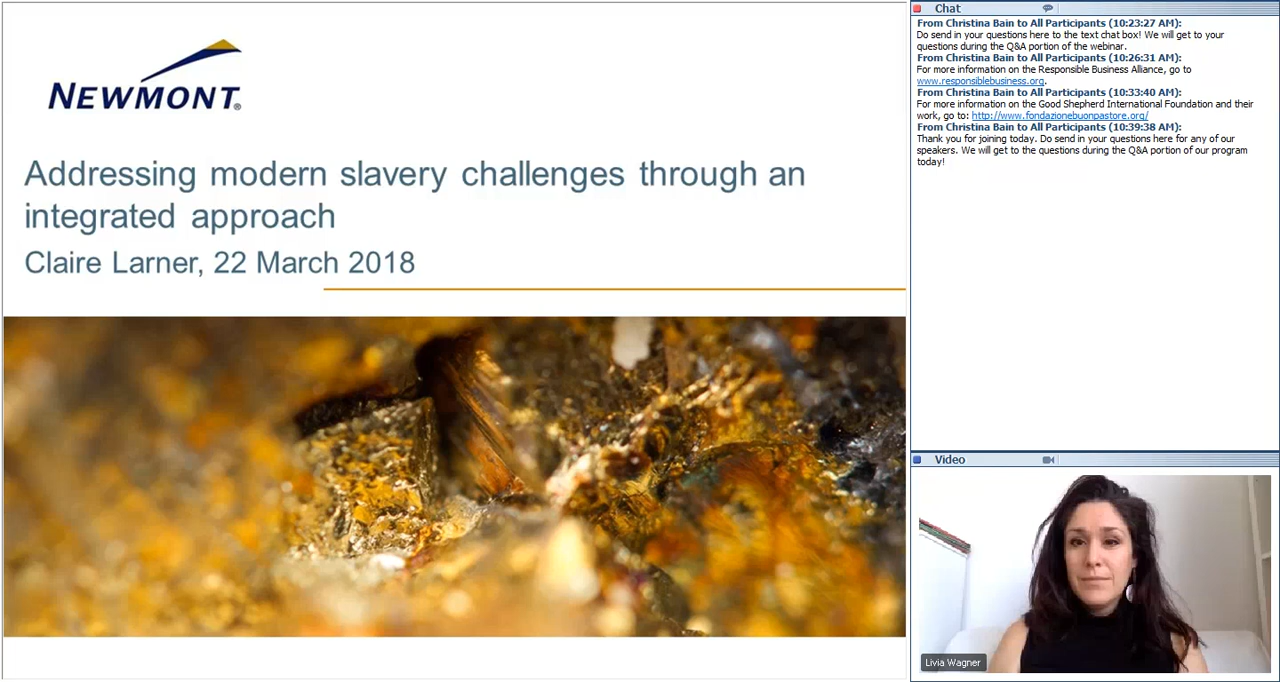 NEWMONT®
Addressing modern slavery challenges through an
integrated approach
Claire Larner, 22 March 2018
Chat
From Christina Bain to All Participants (10:23:27 AM):
Do send in your questions here to the text chat box! We will get to your
questions during the Q&A portion of the webinar.
From Christina Bain to All Participants (10:26:31 AM):
For more information on the Responsible Business Alliance, go to
www.responsiblebusiness.org.
From Christina Bain to All Participants (10:33:40 AM):
For more information on the Good Shepherd International Foundation and their
work, go to: http://www.fondazionebuonpastore.org/
From Christina Bain to All Participants (10:39:38 AM):
Thank you for joining today. Do send in your questions here for any of our
speakers. We will get to the questions during the Q&A portion of our program
today!
Video
Livia Wagner